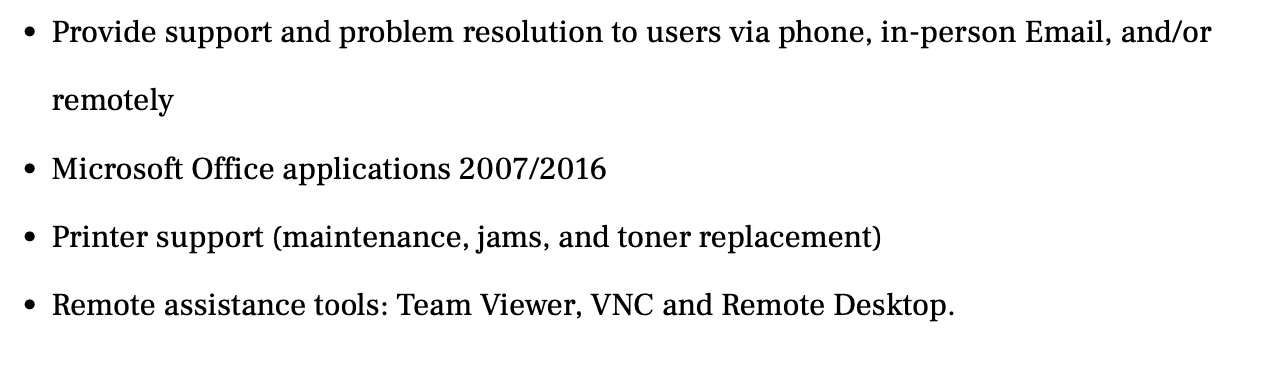 • Provide support and problem resolution to users via phone, in-person Email, and/or
remotely
• Microsoft Office applications 2007/2016
• Printer support (maintenance, jams, and toner replacement)
• Remote assistance tools: Team Viewer, VNC and Remote Desktop.